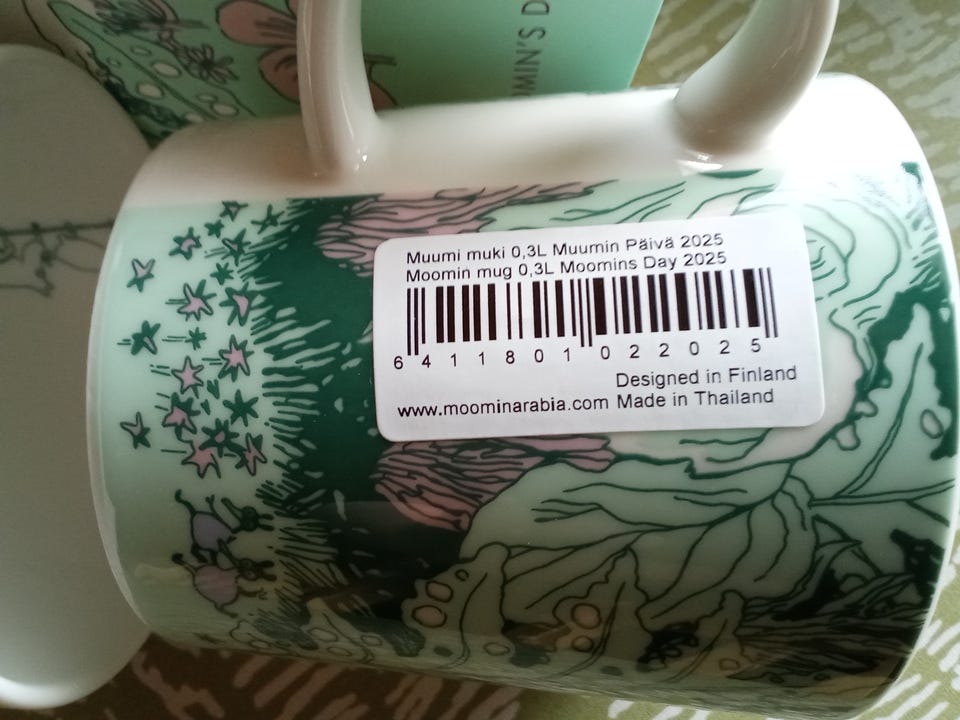 Muumi muki 0,3L Muumin Päivä 2025
Moomin mug 0,3L Moomins Day 2025
6 411801 022025
Designed in Finland
www.moominarabia.com Made in Thailand